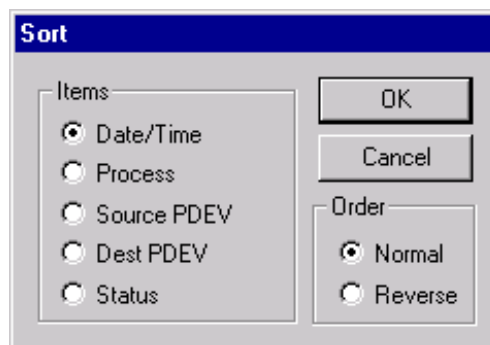 Sort
Items
Date/Time
Process
Source PDEV
Dest PDEV
Status
OK
Cancel
Order
Normal
Reverse